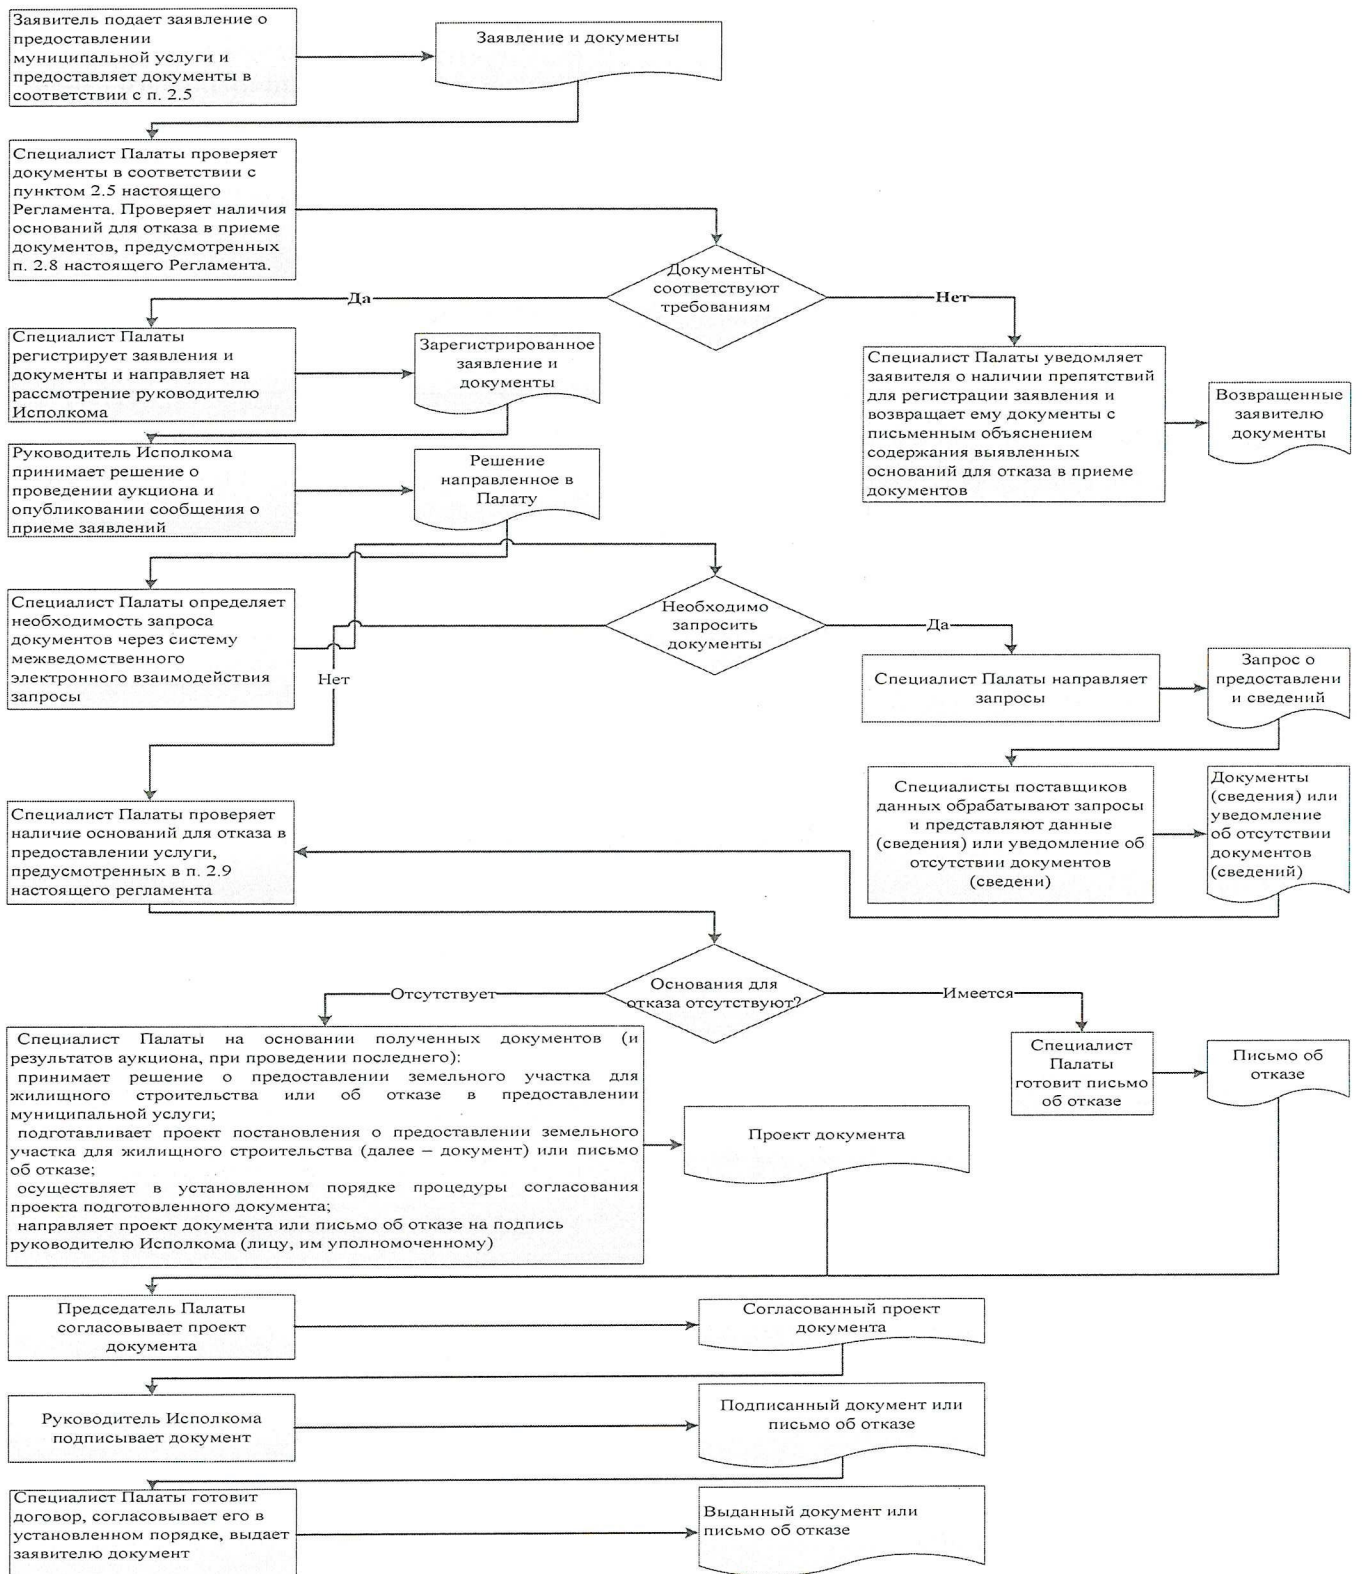 Заявитель подает заявление о
предоставлении
муниципальной услуги и
предоставляет документы в
соответствии с п. 2.5
Заявление и документы
Специалист Палаты проверяет
документы в соответствии с
пунктом 2.5 настоящего
Регламента. Проверяет наличия
оснований для отказа в приеме
документов, предусмотренных
п. 2.8 настоящего Регламента.
Документы
соответствуют
требованиям
Да
Нет
Специалист Палаты
регистрирует заявления и
документы и направляет на
рассмотрение руководителю
Исполкома
Зарегистрированное
заявление и
документы
Специалист Палаты уведомляет
заявителя о наличии препятствий
для регистрации заявления и
возвращает ему документы с
письменным объяснением
содержания выявленных
оснований для отказа в приеме
документов
Возвращенные
заявителю
документы
Руководитель Исполкома
принимает решение о
проведении аукциона и
опубликовании сообщения о
приеме заявлений
Решение
направленное в
Палату
Специалист Палаты определяет
необходимость запроса
документов через систему
межведомственного
электронного взаимодействия
запросы
Необходимо
запросить
документы
Да
Нет
Специалист Палаты направляет
запросы
Запрос о
предоставлени
и сведений
Специалисты поставщиков
данных обрабатывают запросы
и представляют данные
(сведения) или уведомление об
отсутствии документов
(сведени)
Документы
(сведения) или
уведомление
об отсутствии
документов
(сведений)
Специалист Палаты проверяет
наличие оснований для отказа в
предоставлении услуги,
предусмотренных в п. 2.9
настоящего регламента
Основания для
отказа отсутствуют?
Отсутствует
Имеется
Специалист Палаты на основании полученных документов (и
результатов аукциона, при проведении последнего):
принимает решение о предоставлении земельного участка для
жилищного строительства или об отказе в предоставлении
муниципальной услуги;
подготавливает проект постановления о предоставлении земельного
участка для жилищного строительства (далее – документ) или письмо
об отказе;
осуществляет в установленном порядке процедуры согласования
проекта подготовленного документа;
направляет проект документа или письмо об отказе на подпись
руководителю Исполкома (лицу, им уполномоченному)
Проект документа
Специалист
Палаты
готовит письмо
об отказе
Письмо об
отказе
Председатель Палаты
согласовывает проект
документа
Согласованный проект
документа
Руководитель Исполкома
подписывает документ
Подписанный документ или
письмо об отказе
Специалист Палаты готовит
договор, согласовывает его в
установленном порядке, выдает
заявителю документ
Выданный документ или
письмо об отказе